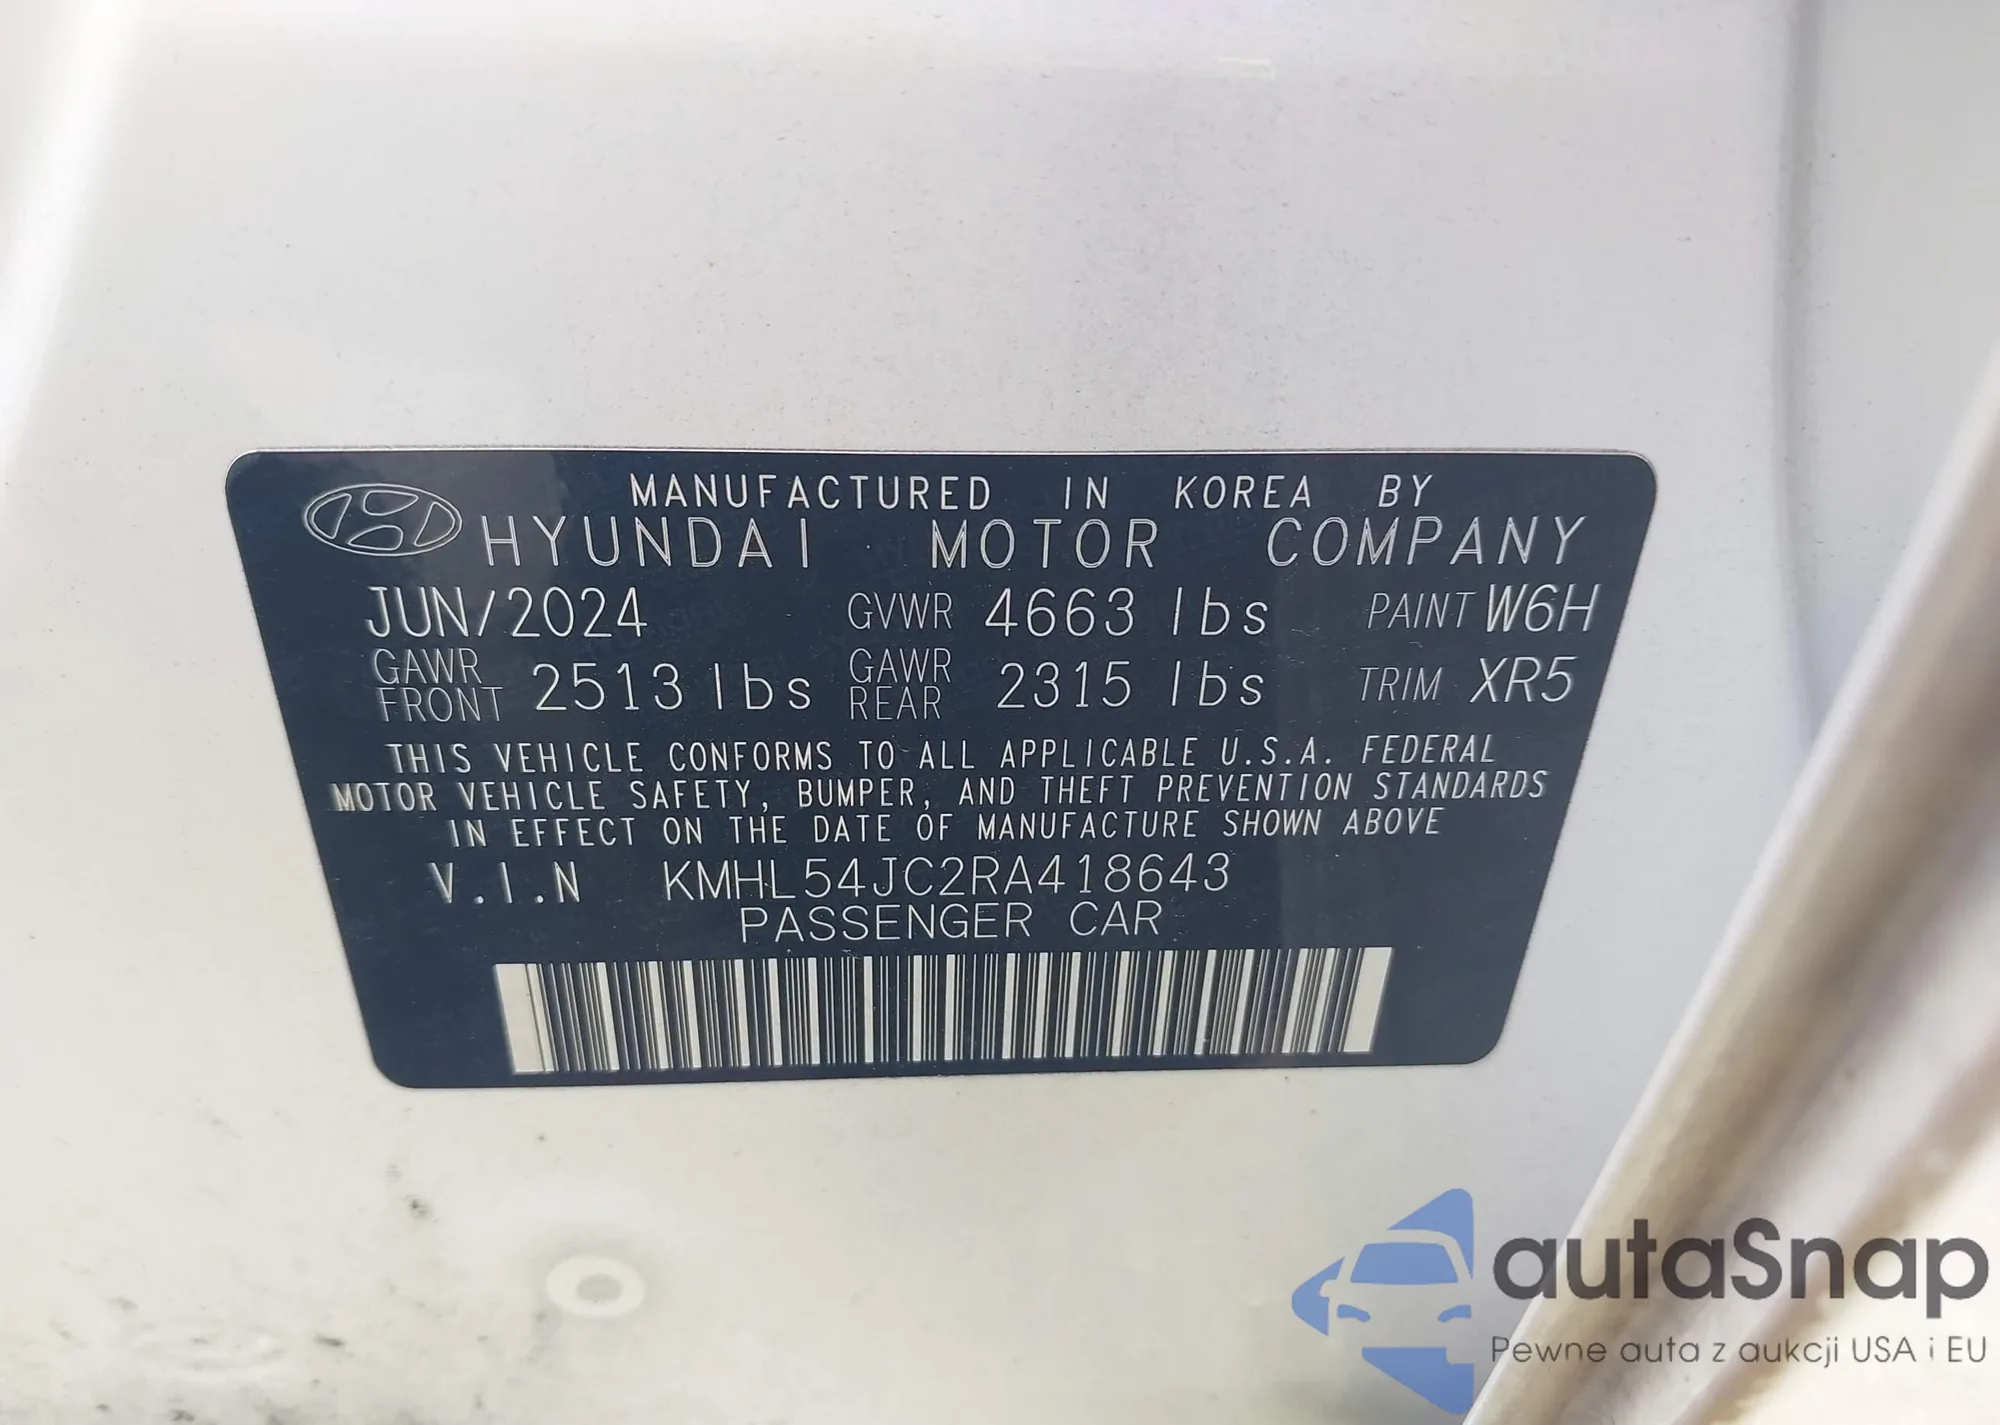 MANUFACTURED IN KOREA BY
HYUNDAI MOTOR COMPANY
JUN/2024 GVWR 4663 lbs PAINT W6H
GAWR FRONT 2513 lbs GAWR REAR 2315 lbs TRIM XR5
THIS VEHICLE CONFORMS TO ALL APPLICABLE U.S.A. FEDERAL
MOTOR VEHICLE SAFETY, BUMPER, AND THEFT PREVENTION STANDARDS
IN EFFECT ON THE DATE OF MANUFACTURE SHOWN ABOVE
V.I.N KMHL54JC2RA418643
PASSENGER CAR
autaSnap
Pewne auta z aukcji USA i EU